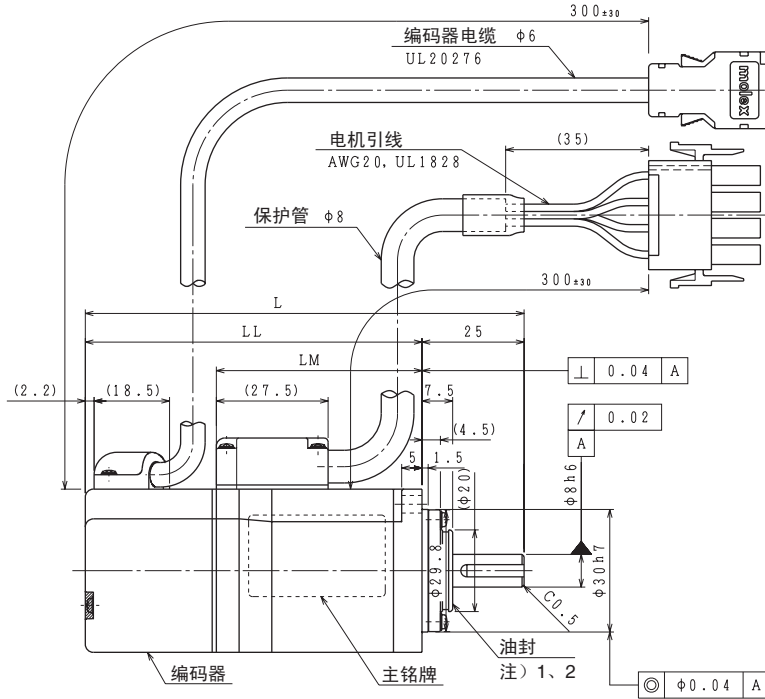 300±30
编码器电缆 φ6
UL20276
molex
电机引线
AWG20, UL1828
(35)
保护管 φ8
300±30
L
LL
25
LM
⊥ 0.04 A
(2.2)
(18.5)
(27.5)
7.5
↗ 0.02
A
(4.5)
5
1.5
φ8h6
(φ20)
φ29.8
φ30h7
C0.5
油封
注）1、2
编码器
主铭牌
◎ φ0.04 A